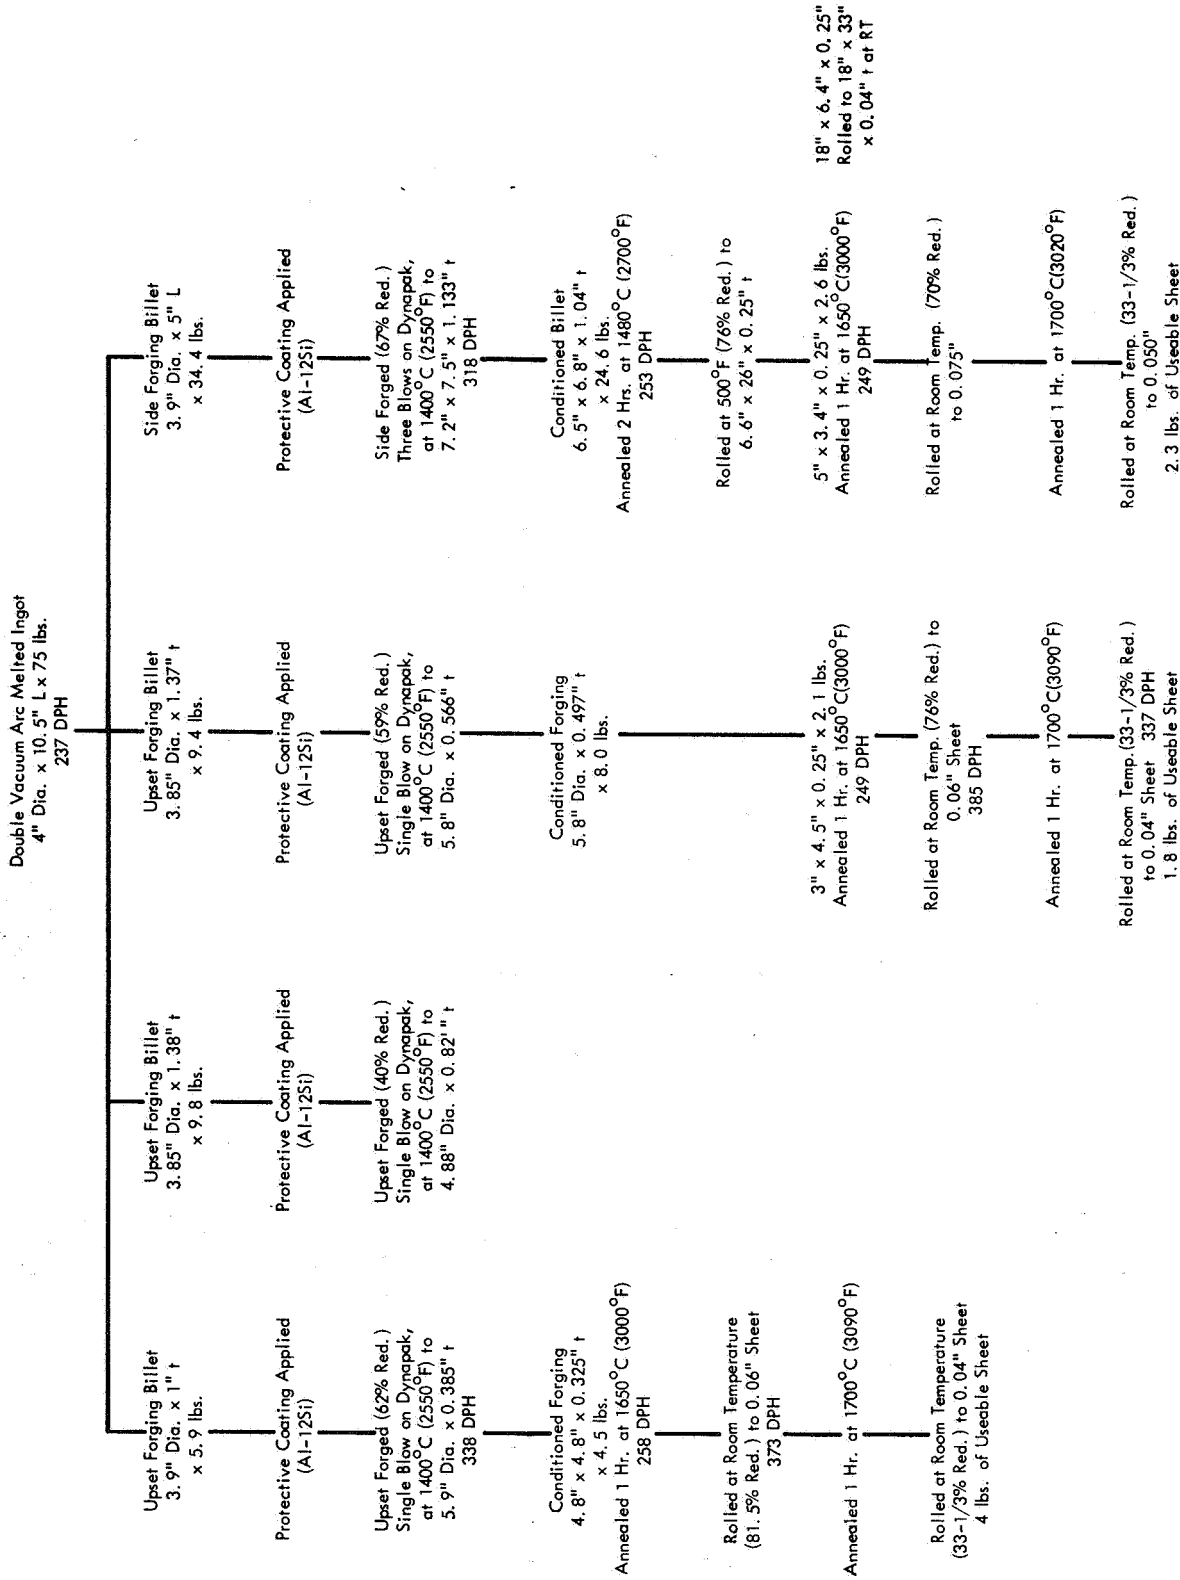 Double Vacuum Arc Melted Ingot
4" Dia. x 10.5" L x 75 lbs.
237 DPH
Upset Forging Billet
3.9" Dia. x 1" t
x 5.9 lbs.
Protective Coating Applied
(Al-12Si)
Upset Forged (62% Red.)
Single Blow on Dynapak,
at 1400°C (2550°F) to
5.9" Dia. x 0.385" t
338 DPH
Conditioned Forging
4.8" x 4.8" x 0.325" t
x 4.5 lbs.
Annealed 1 Hr. at 1650°C (3000°F)
258 DPH
Rolled at Room Temperature
(81.5% Red.) to 0.06" Sheet
373 DPH
Annealed 1 Hr. at 1700°C (3090°F)
Rolled at Room Temperature
(33-1/3% Red.) to 0.04" Sheet
4 lbs. of Useable Sheet
Upset Forging Billet
3.85" Dia. x 1.38" t
x 9.8 lbs.
Protective Coating Applied
(Al-12Si)
Upset Forged (40% Red.)
Single Blow on Dynapak,
at 1400°C (2550°F) to
4.88" Dia. x 0.82'" t
Upset Forging Billet
3.85" Dia. x 1.37" t
x 9.4 lbs.
Protective Coating Applied
(Al-12Si)
Upset Forged (59% Red.)
Single Blow on Dynapak,
at 1400°C (2550°F) to
5.8" Dia. x 0.566" t
Conditioned Forging
5.8" Dia. x 0.497" t
x 8.0 lbs.
3" x 4.5" x 0.25" x 2.1 lbs.
Annealed 1 Hr. at 1650°C(3000°F)
249 DPH
Rolled at Room Temp. (76% Red.) to
0.06" Sheet
385 DPH
Annealed 1 Hr. at 1700°C(3090°F)
Rolled at Room Temp. (33-1/3% Red.)
to 0.04" Sheet 337 DPH
1.8 lbs. of Useable Sheet
Side Forging Billet
3.9" Dia. x 5" L
x 34.4 lbs.
Protective Coating Applied
(Al-12Si)
Side Forged (67% Red.)
Three Blows on Dynapak,
at 1400°C (2550°F) to
7.2" x 7.5" x 1.133" t
318 DPH
Conditioned Billet
6.5" x 6.8" x 1.04" t
x 24.6 lbs.
Annealed 2 Hrs. at 1480°C (2700°F)
253 DPH
Rolled at 500°F (76% Red.) to
6.6" x 26" x 0.25" t
5" x 3.4" x 0.25" x 2.6 lbs.
Annealed 1 Hr. at 1650°C(3000°F)
249 DPH
Rolled at Room Temp. (70% Red.)
to 0.075"
Annealed 1 Hr. at 1700°C(3020°F)
Rolled at Room Temp. (33-1/3% Red.)
to 0.050"
2.3 lbs. of Useable Sheet
18" x 6.4" x 0.25"
Rolled to 18" x 33"
x 0.04" t at RT